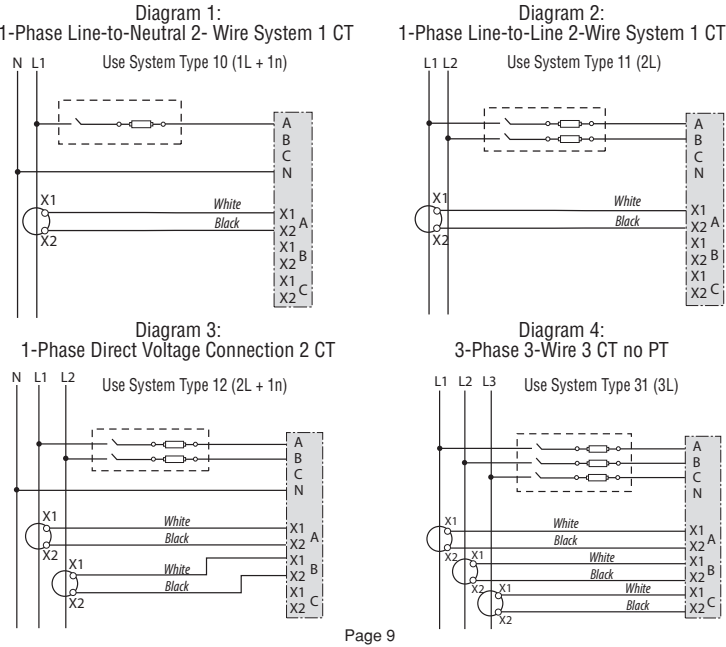 Diagram 1:
1-Phase Line-to-Neutral 2- Wire System 1 CT
Use System Type 10 (1L + 1n)
N L1
A
B
C
N
X1
White
X1
Black
X2 A
X2
X1
X2 B
X1
X2 C
Diagram 2:
1-Phase Line-to-Line 2-Wire System 1 CT
Use System Type 11 (2L)
L1 L2
A
B
C
N
X1
White
X1
Black
X2 A
X2
X1
X2 B
X1
X2 C
Diagram 3:
1-Phase Direct Voltage Connection 2 CT
N L1 L2
Use System Type 12 (2L + 1n)
A
B
C
N
X1
White
X1
Black
X2 A
X2
X1
White
X1
Black
X2 B
X2
X1
X2 C
Diagram 4:
3-Phase 3-Wire 3 CT no PT
L1 L2 L3
Use System Type 31 (3L)
A
B
C
N
X1
White
X1
Black
X2 A
X2
X1
White
X1
Black
X2 B
X2
X1
White
X1
Black
X2 C
X2
Page 9